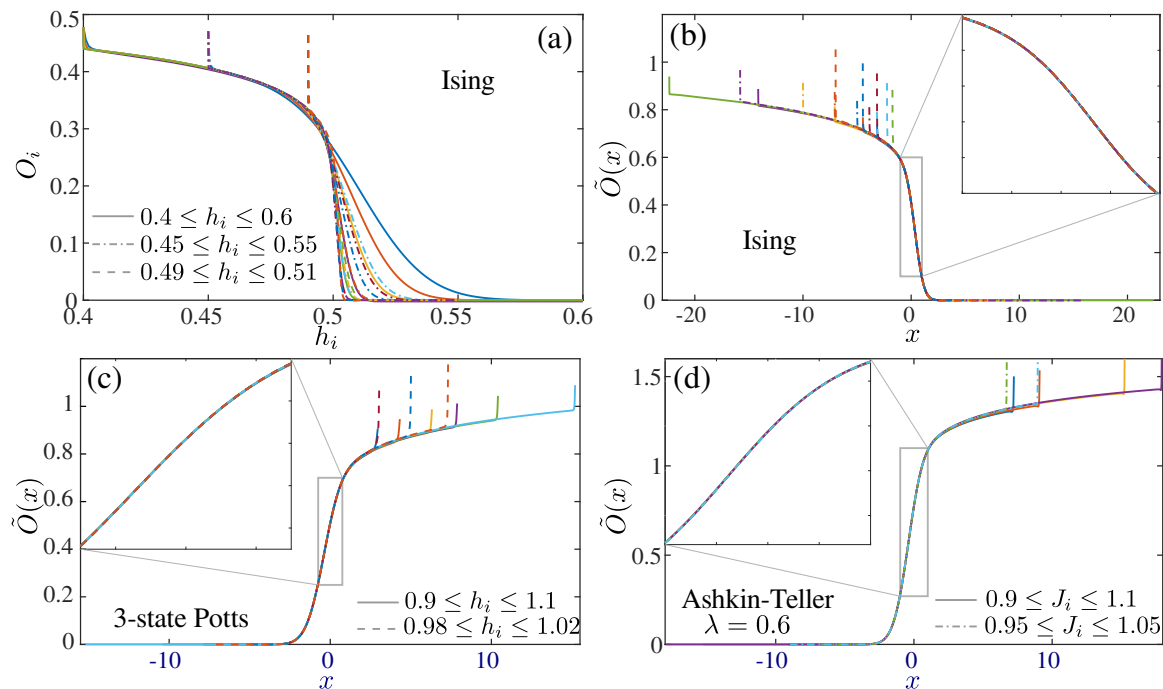 (a)
Ising
0.5
0.4
0.3
0.2
0.1
0
O_i
0.4 ≤ h_i ≤ 0.6
0.45 ≤ h_i ≤ 0.55
0.49 ≤ h_i ≤ 0.51
0.4 0.45 0.5 0.55 0.6
h_i
(b)
Ising
1
0.8
0.6
0.4
0.2
0
Õ(x)
-20 -10 0 10 20
x
(c)
3-state Potts
1
0.8
0.6
0.4
0.2
0
Õ(x)
0.9 ≤ h_i ≤ 1.1
0.98 ≤ h_i ≤ 1.02
-10 0 10
x
(d)
Ashkin-Teller
λ = 0.6
1.5
1
0.5
0
Õ(x)
0.9 ≤ J_i ≤ 1.1
0.95 ≤ J_i ≤ 1.05
-10 0 10
x